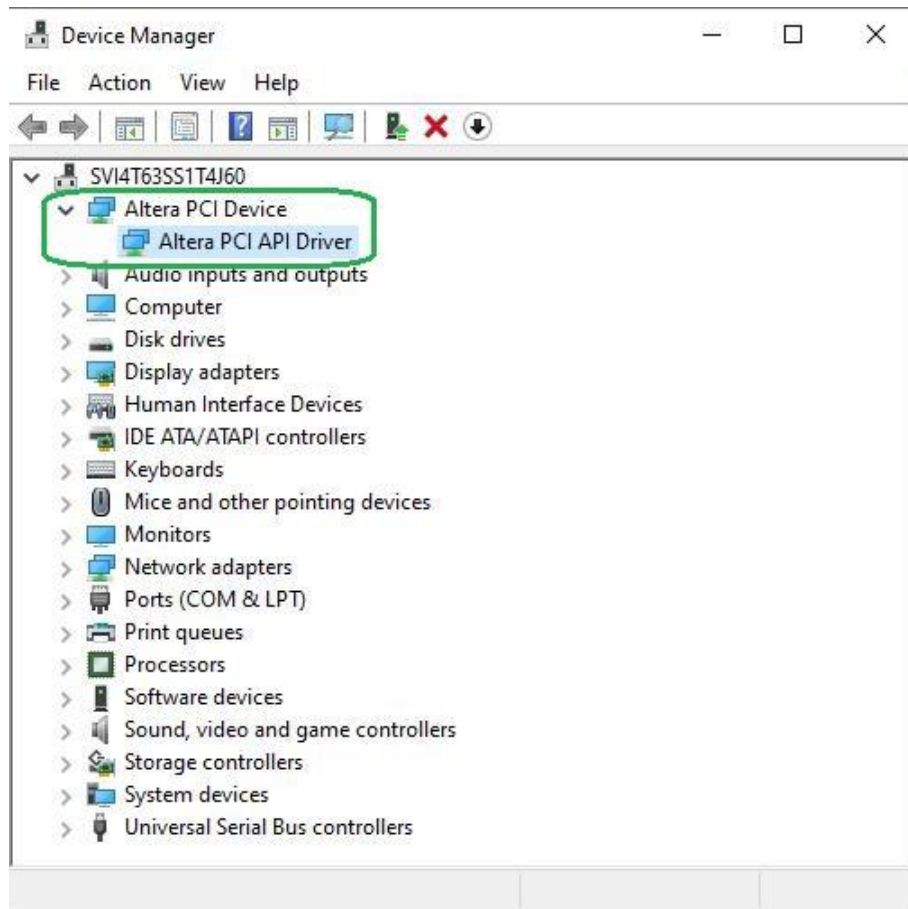 Device Manager
File Action View Help
SVI4T63SS1T4J60
Altera PCI Device
Altera PCI API Driver
Audio inputs and outputs
Computer
Disk drives
Display adapters
Human Interface Devices
IDE ATA/ATAPI controllers
Keyboards
Mice and other pointing devices
Monitors
Network adapters
Ports (COM & LPT)
Print queues
Processors
Software devices
Sound, video and game controllers
Storage controllers
System devices
Universal Serial Bus controllers